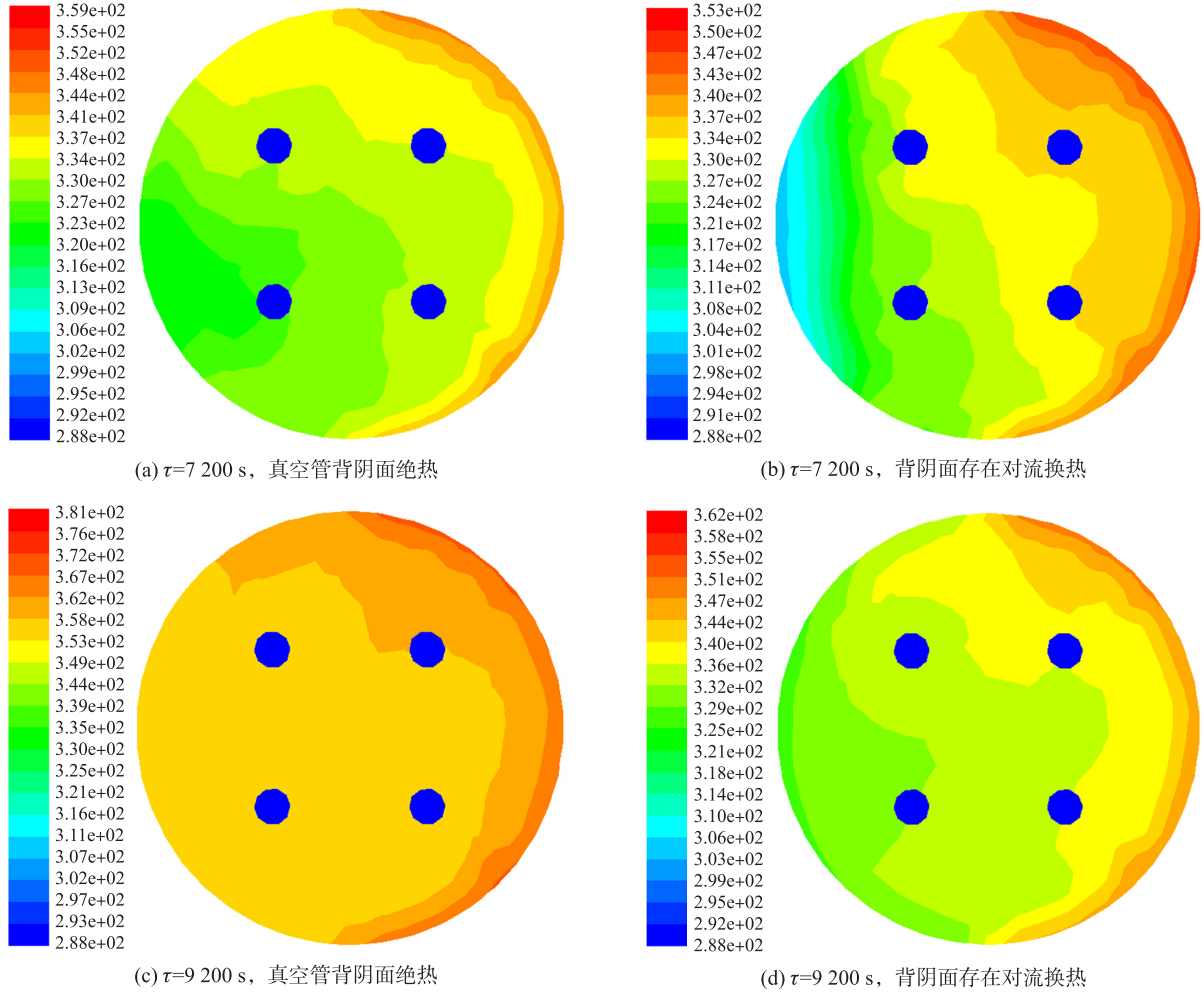 3.59e+02
3.55e+02
3.52e+02
3.48e+02
3.44e+02
3.41e+02
3.37e+02
3.34e+02
3.30e+02
3.27e+02
3.23e+02
3.20e+02
3.16e+02
3.13e+02
3.09e+02
3.06e+02
3.02e+02
2.99e+02
2.95e+02
2.92e+02
2.88e+02
(a) τ=7 200 s，真空管背阴面绝热
3.53e+02
3.50e+02
3.47e+02
3.43e+02
3.40e+02
3.37e+02
3.34e+02
3.30e+02
3.27e+02
3.24e+02
3.21e+02
3.17e+02
3.14e+02
3.11e+02
3.08e+02
3.04e+02
3.01e+02
2.98e+02
2.94e+02
2.91e+02
2.88e+02
(b) τ=7 200 s，背阴面存在对流换热
3.81e+02
3.76e+02
3.72e+02
3.67e+02
3.62e+02
3.58e+02
3.53e+02
3.49e+02
3.44e+02
3.39e+02
3.35e+02
3.30e+02
3.25e+02
3.21e+02
3.16e+02
3.11e+02
3.07e+02
3.02e+02
2.97e+02
2.93e+02
2.88e+02
(c) τ=9 200 s，真空管背阴面绝热
3.62e+02
3.58e+02
3.55e+02
3.51e+02
3.47e+02
3.44e+02
3.40e+02
3.36e+02
3.32e+02
3.29e+02
3.25e+02
3.21e+02
3.18e+02
3.14e+02
3.10e+02
3.06e+02
3.03e+02
2.99e+02
2.95e+02
2.92e+02
2.88e+02
(d) τ=9 200 s，背阴面存在对流换热